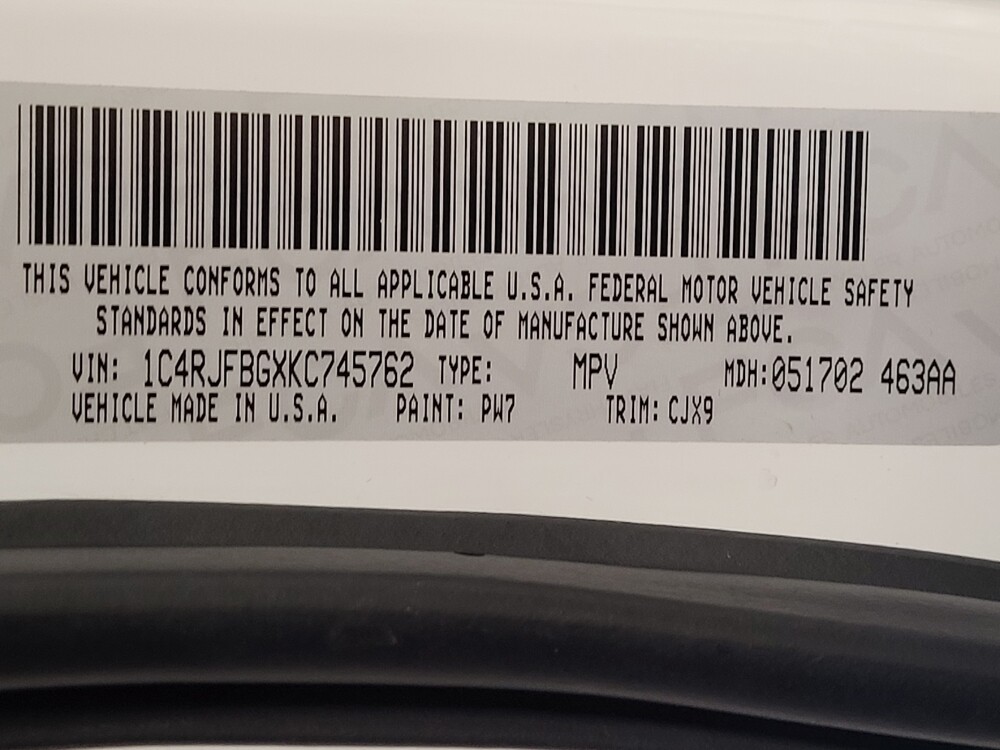 THIS VEHICLE CONFORMS TO ALL APPLICABLE U.S.A. FEDERAL MOTOR VEHICLE SAFETY
STANDARDS IN EFFECT ON THE DATE OF MANUFACTURE SHOWN ABOVE.
VIN: 1C4RJFBGXKC745762 TYPE: MPV MDH:051702 463AA
VEHICLE MADE IN U.S.A. PAINT: PW7 TRIM: CJX9